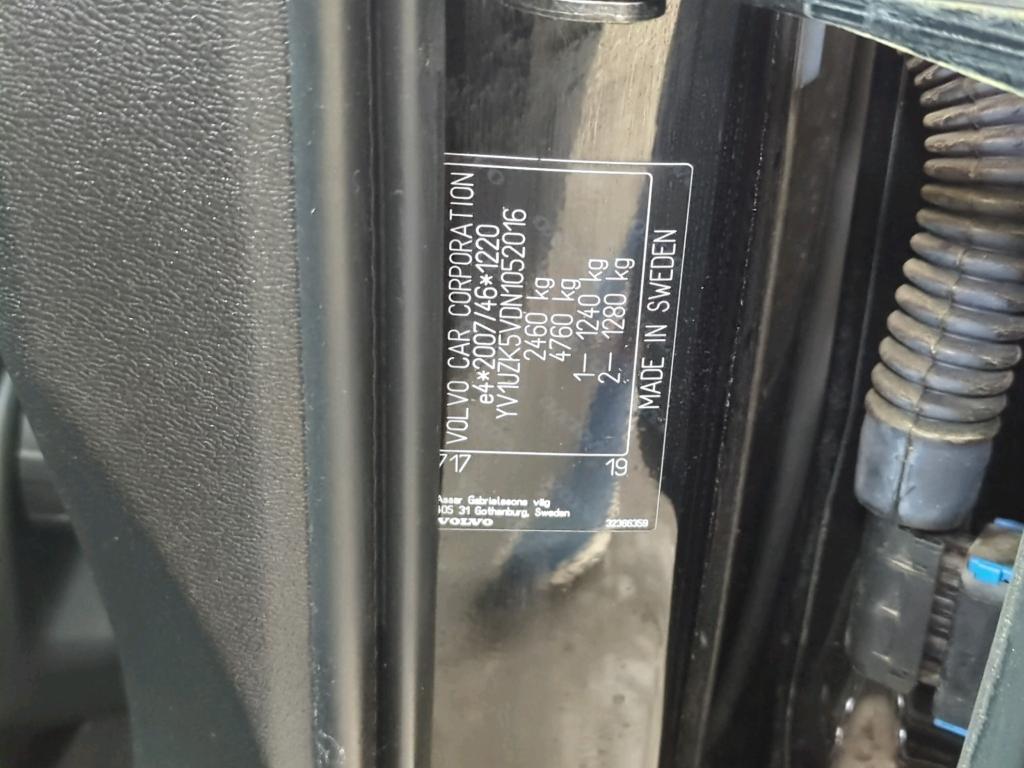 VOLVO CAR CORPORATION
e4*2007/46*1220
YV1UZK5VDN1052016
2460 kg
4760 kg
1– 1240 kg
2– 1280 kg
MADE IN SWEDEN
717 19
Assar Gabrielssons väg
405 31 Gothenburg, Sweden
VOLVO 32366359